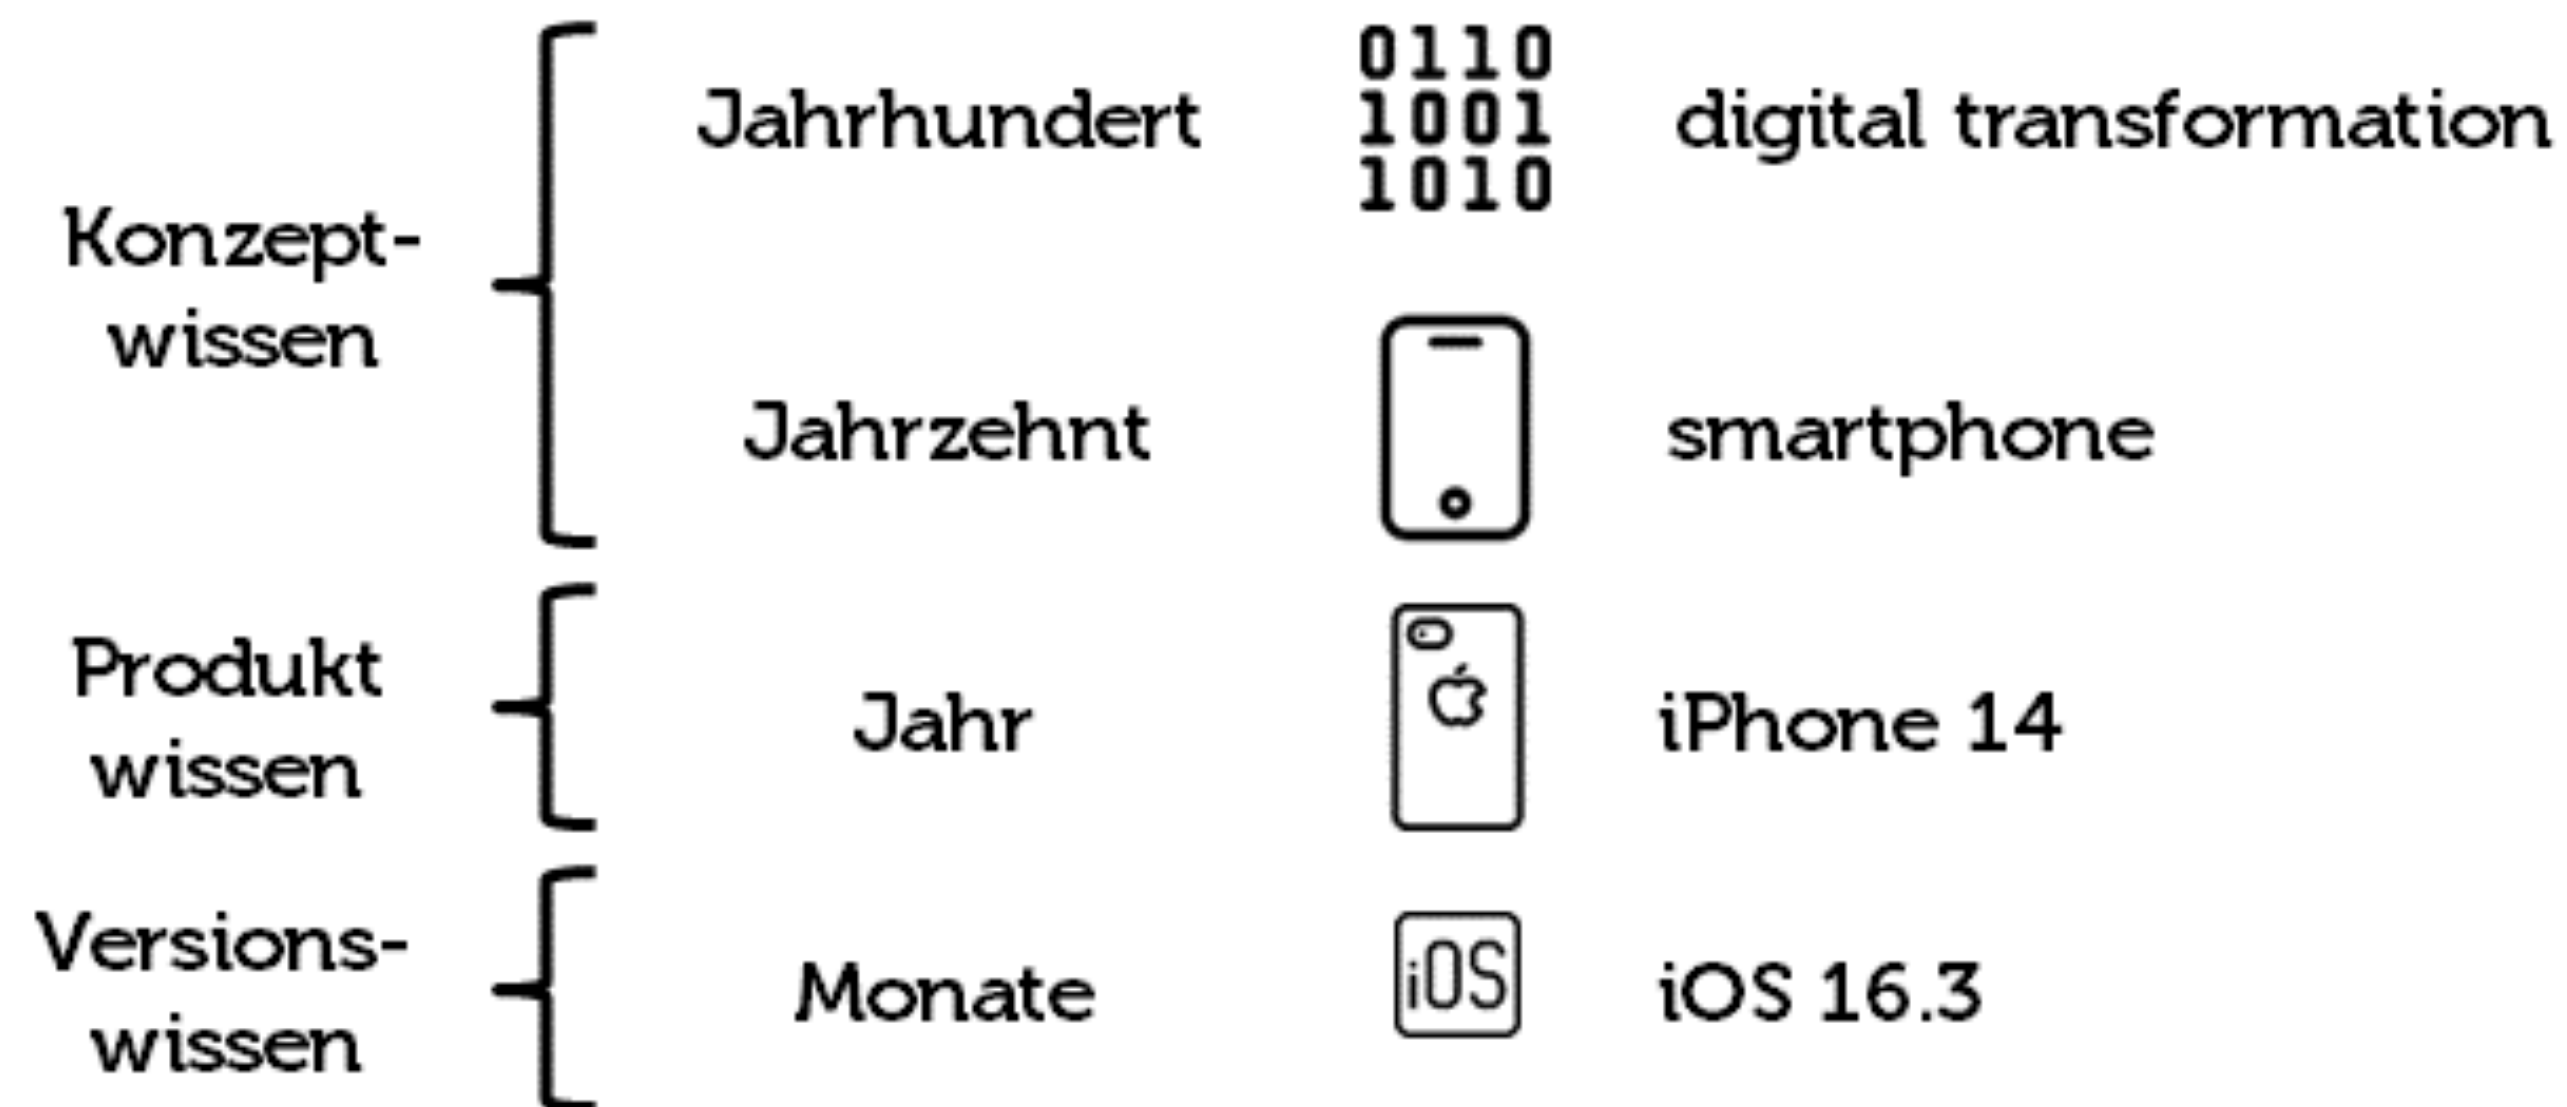 Konzept-
wissen
Jahrhundert
0110
1001
1010
digital transformation
Jahrzehnt
smartphone
Produkt
wissen
Jahr
iPhone 14
Versions-
wissen
Monate
iOS
iOS 16.3